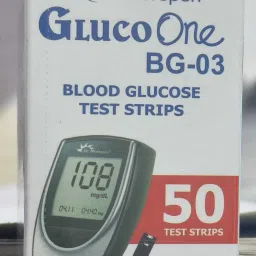 Gluco One
BG-03
BLOOD GLUCOSE
TEST STRIPS
108
mg/dL
50
TEST STRIPS